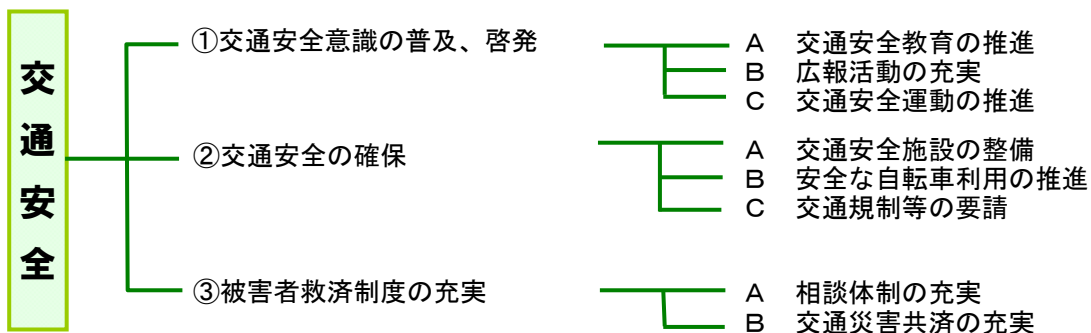 交通安全
①交通安全意識の普及、啓発
A 交通安全教育の推進
B 広報活動の充実
C 交通安全運動の推進
②交通安全の確保
A 交通安全施設の整備
B 安全な自転車利用の推進
C 交通規制等の要請
③被害者救済制度の充実
A 相談体制の充実
B 交通災害共済の充実